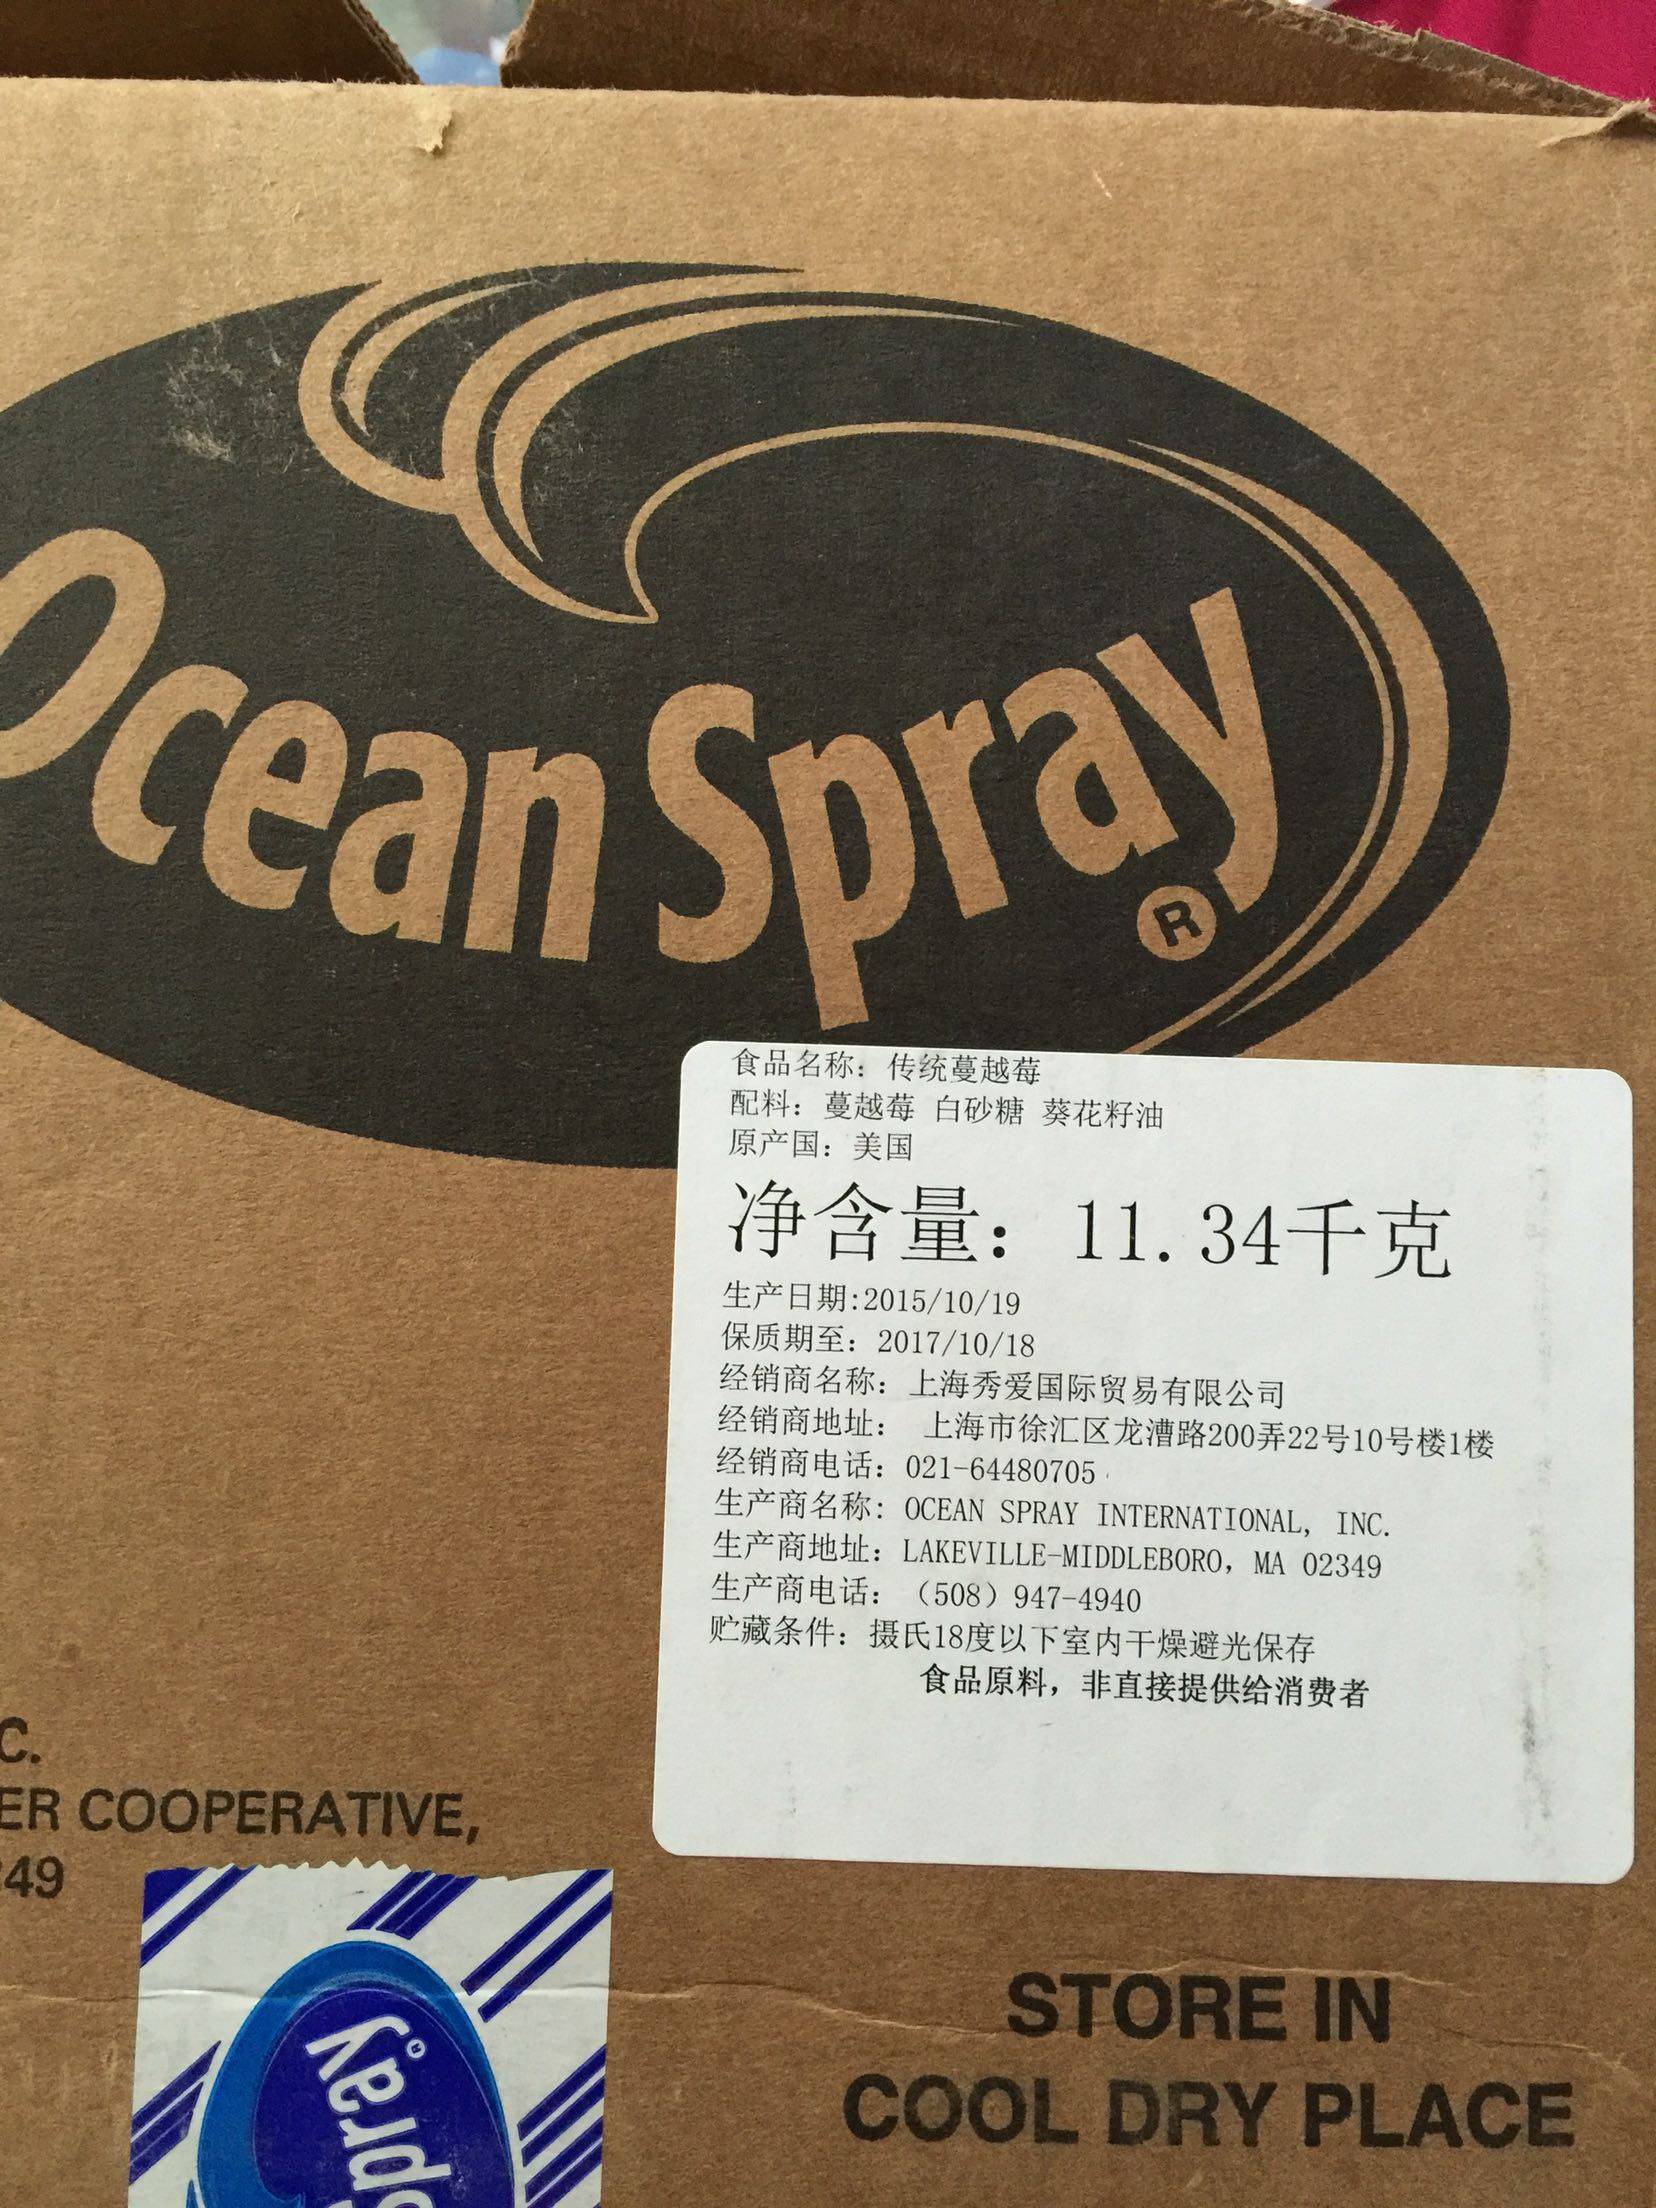 Ocean Spray
®
食品名称：传统蔓越莓
配料：蔓越莓 白砂糖 葵花籽油
原产国：美国
净含量：11.34千克
生产日期:2015/10/19
保质期至：2017/10/18
经销商名称：上海秀爱国际贸易有限公司
经销商地址： 上海市徐汇区龙漕路200弄22号10号楼1楼
经销商电话：021-64480705
生产商名称：OCEAN SPRAY INTERNATIONAL, INC.
生产商地址：LAKEVILLE-MIDDLEBORO, MA 02349
生产商电话：（508）947-4940
贮藏条件：摄氏18度以下室内干燥避光保存
食品原料，非直接提供给消费者
C.
ER COOPERATIVE,
349
pray
STORE IN
COOL DRY PLACE